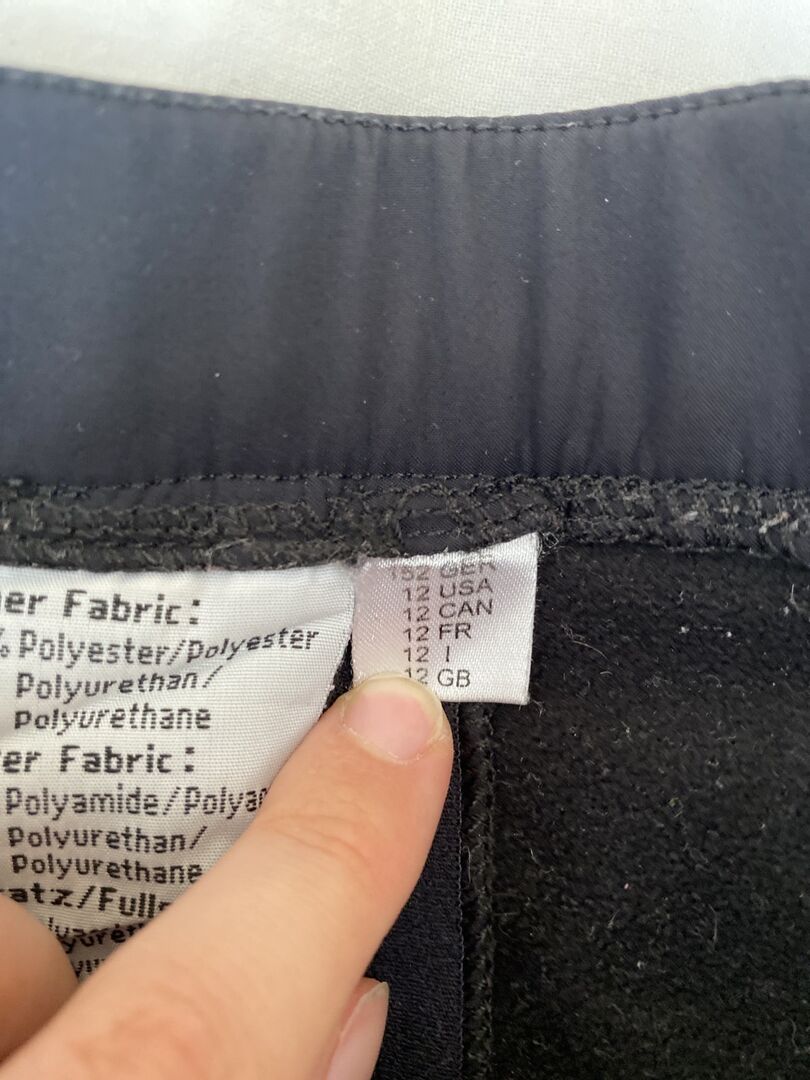 er Fabric:
% Polyester/Polyester
Polyurethan/
Polyurethane
er Fabric:
Polyamide/Polya
Polyurethan/
Polyurethane
atz/Full
152 GER
12 USA
12 CAN
12 FR
12 I
12 GB